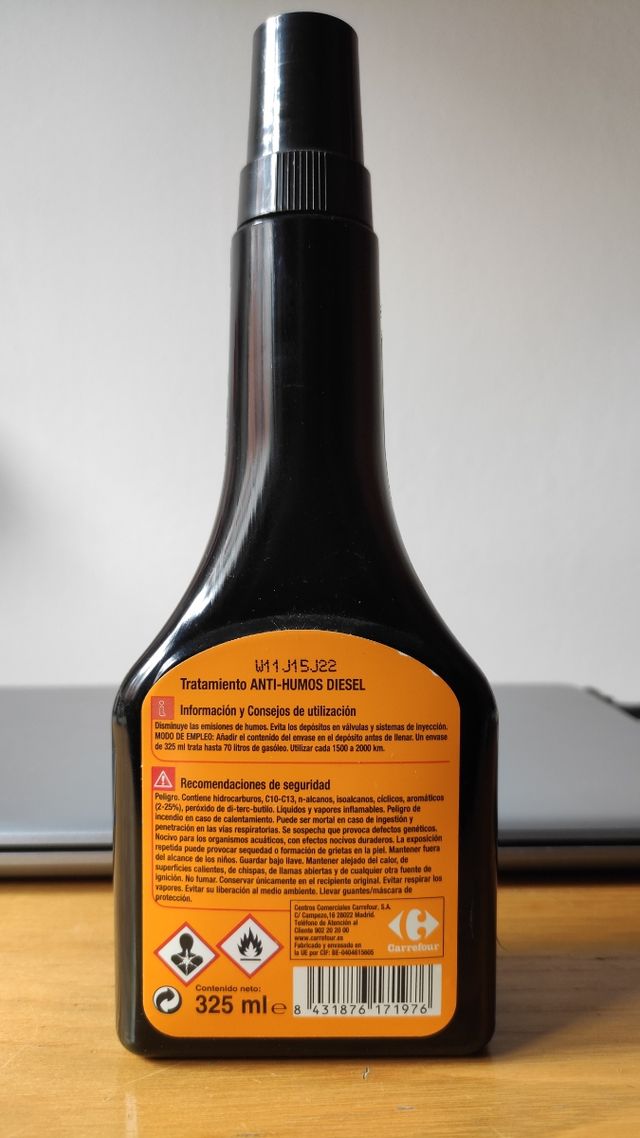 W11J15J22
Tratamiento ANTI-HUMOS DIESEL
Información y Consejos de utilización
Disminuye las emisiones de humos. Evita los depósitos en válvulas y sistemas de inyección.
MODO DE EMPLEO: Añadir el contenido del envase en el depósito antes de llenar. Un envase
de 325 ml trata hasta 70 litros de gasóleo. Utilizar cada 1500 a 2000 km.
Recomendaciones de seguridad
Peligro. Contiene hidrocarburos, C10-C13, n-alcanos, isoalcanos, cíclicos, aromáticos
(2-25%), peróxido de di-terc-butilo. Líquidos y vapores inflamables. Peligro de
incendio en caso de calentamiento. Puede ser mortal en caso de ingestión y
penetración en las vías respiratorias. Se sospecha que provoca defectos genéticos.
Nocivo para los organismos acuáticos, con efectos nocivos duraderos. La exposición
repetida puede provocar sequedad o formación de grietas en la piel. Mantener fuera
del alcance de los niños. Guardar bajo llave. Mantener alejado del calor, de
superficies calientes, de chispas, de llamas abiertas y de cualquier otra fuente de
ignición. No fumar. Conservar únicamente en el recipiente original. Evitar respirar los
vapores. Evitar su liberación al medio ambiente. Llevar guantes/máscara de
protección.
Centros Comerciales Carrefour, S.A.
C/ Campezo,16 28022 Madrid.
Teléfono de Atención al
Cliente 902 20 20 00
www.carrefour.es
Fabricado y envasado en
la UE por CIF: BE-0404615605
Carrefour
Contenido neto:
325 ml e
8 431876 171976